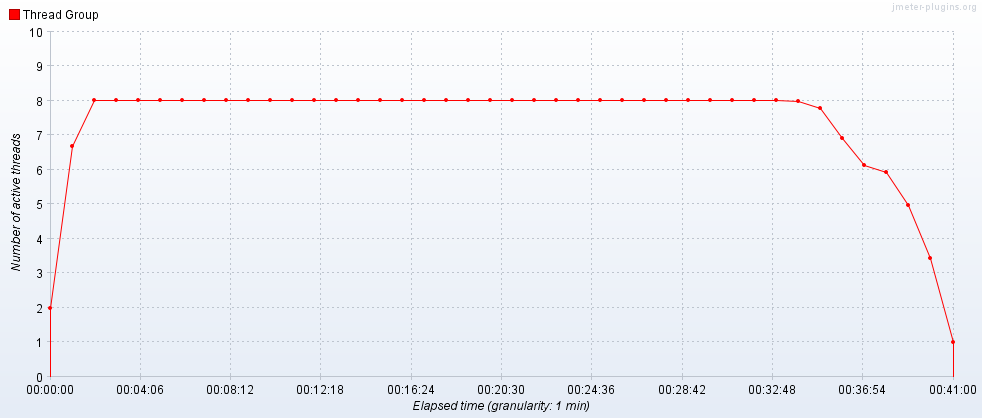 jmeter-plugins.org
Thread Group
10
9
8
7
6
5
4
3
2
1
0
Number of active threads
00:00:00 00:04:06 00:08:12 00:12:18 00:16:24 00:20:30 00:24:36 00:28:42 00:32:48 00:36:54 00:41:00
Elapsed time (granularity: 1 min)